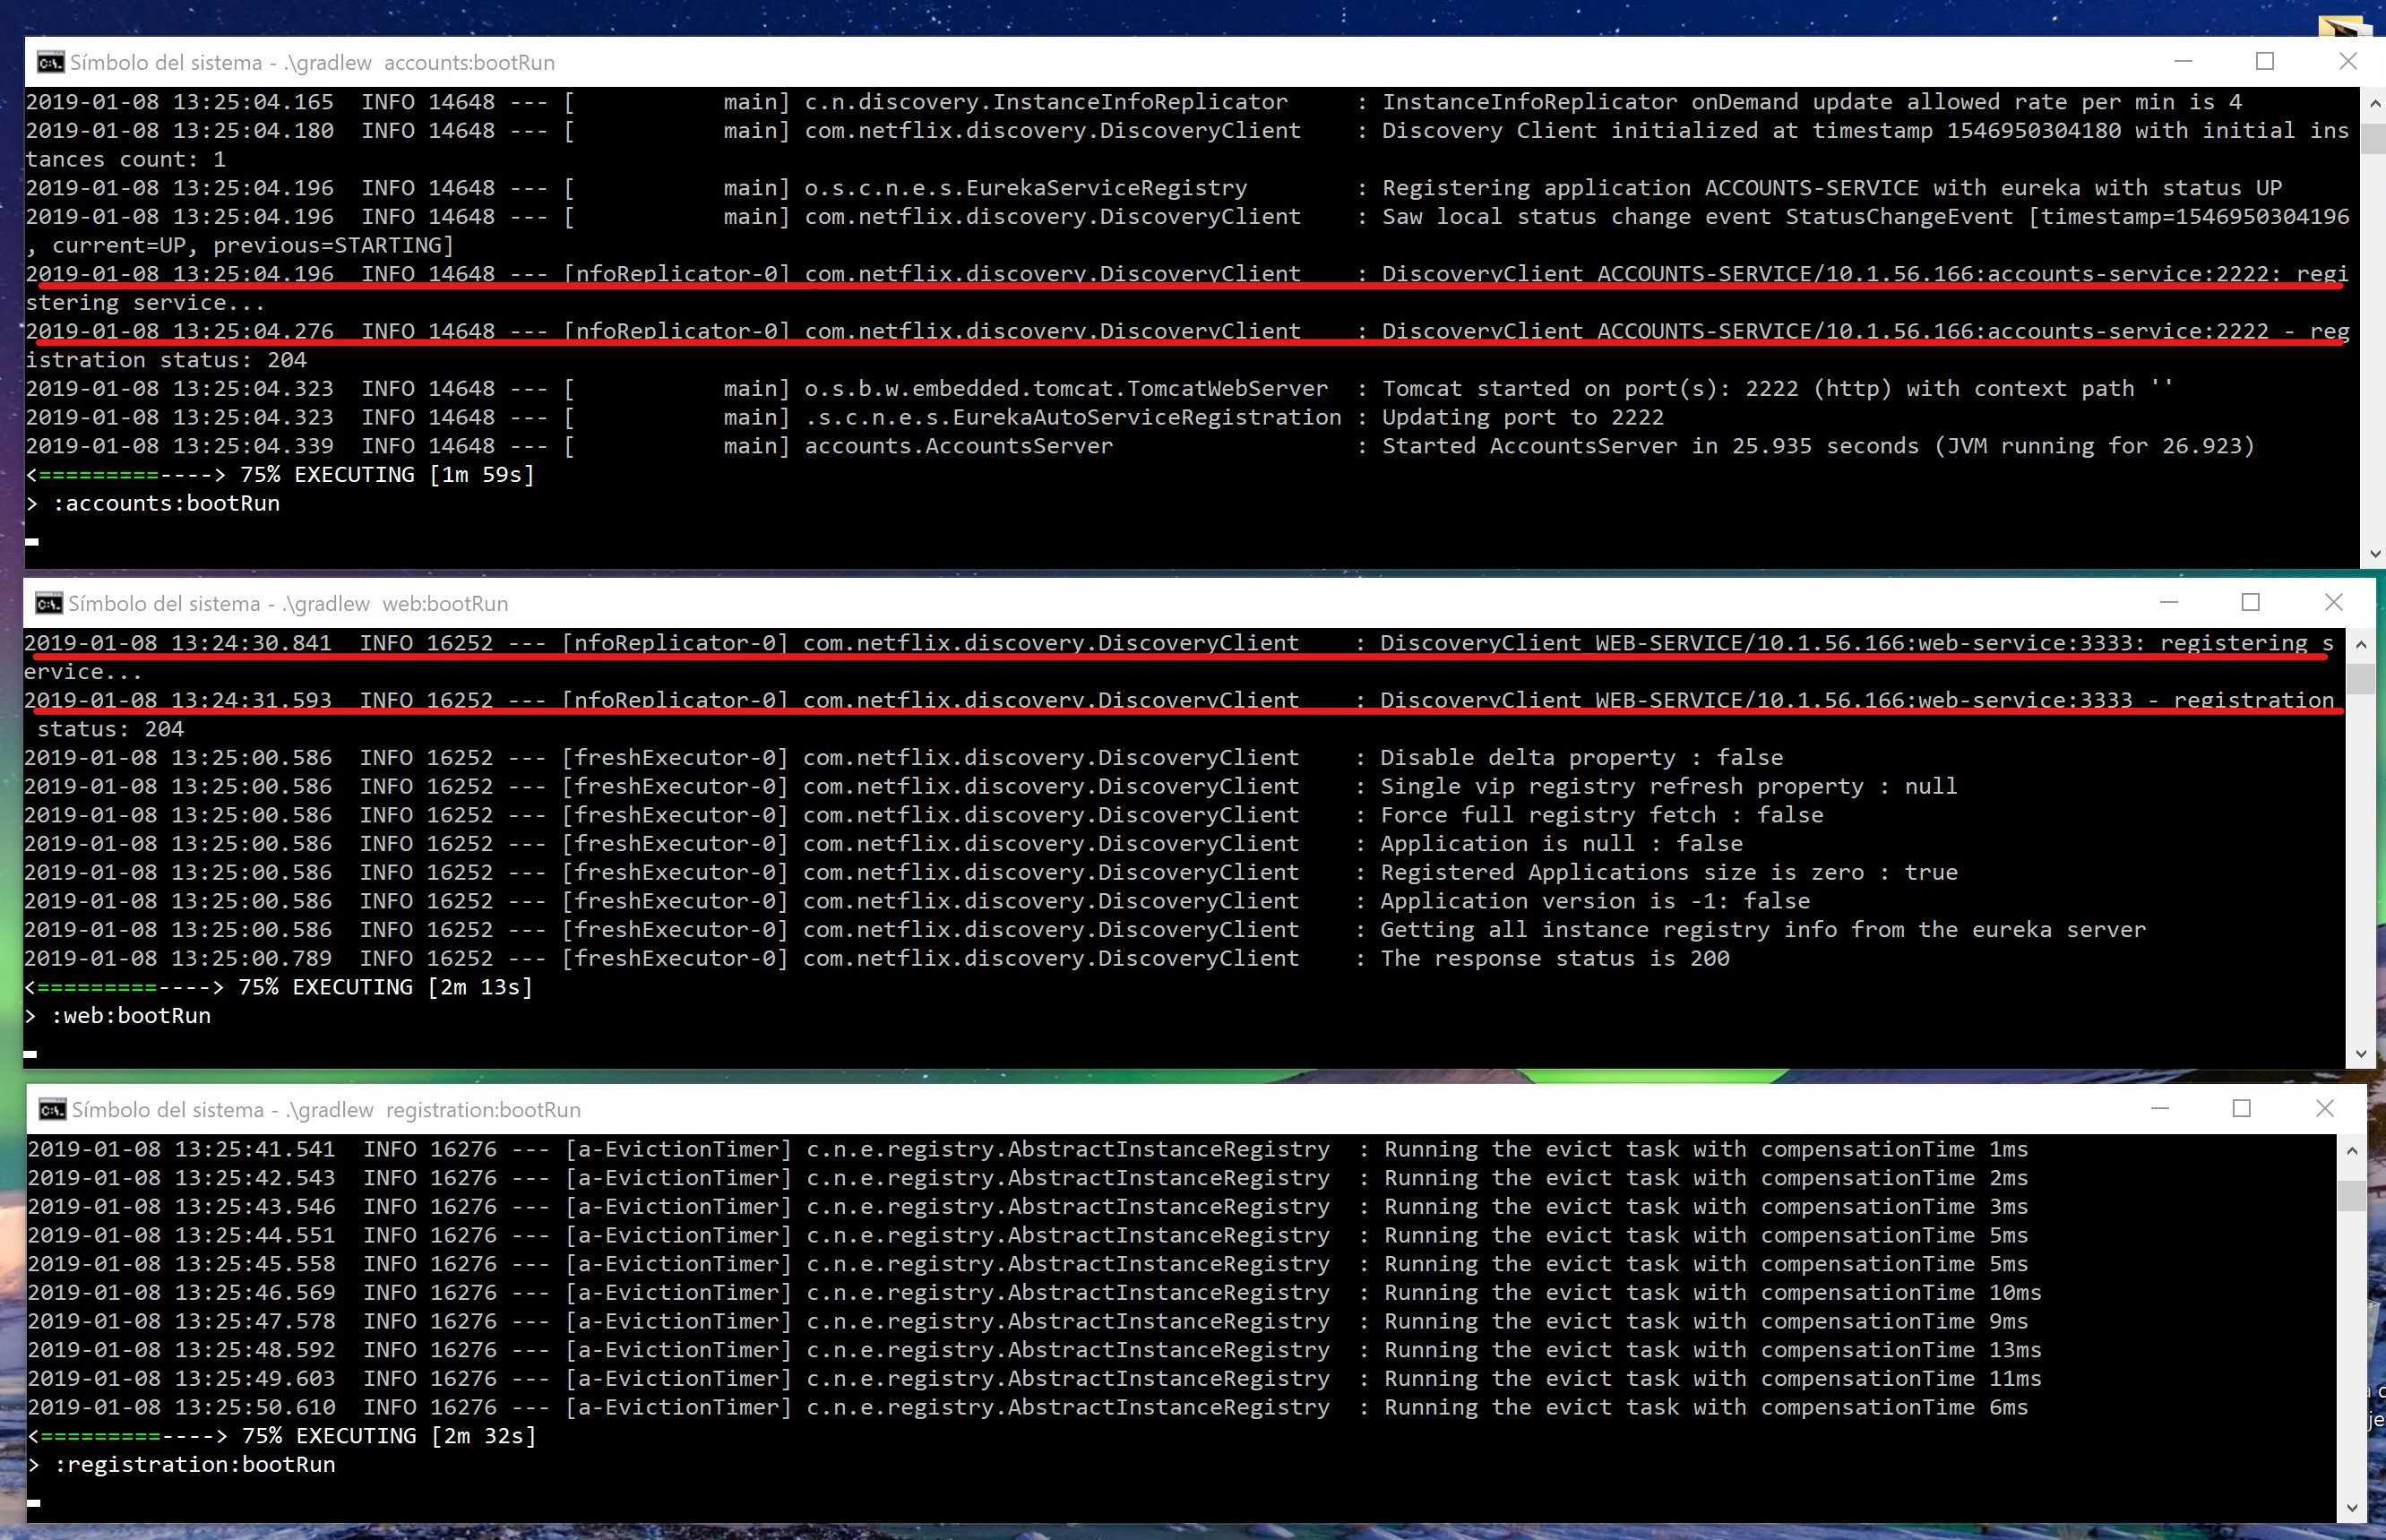 Símbolo del sistema - .\gradlew  accounts:bootRun
2019-01-08 13:25:04.165  INFO 14648 --- [           main] c.n.discovery.InstanceInfoReplicator     : InstanceInfoReplicator onDemand update allowed rate per min is 4
2019-01-08 13:25:04.180  INFO 14648 --- [           main] com.netflix.discovery.DiscoveryClient    : Discovery Client initialized at timestamp 1546950304180 with initial ins
tances count: 1
2019-01-08 13:25:04.196  INFO 14648 --- [           main] o.s.c.n.e.s.EurekaServiceRegistry        : Registering application ACCOUNTS-SERVICE with eureka with status UP
2019-01-08 13:25:04.196  INFO 14648 --- [           main] com.netflix.discovery.DiscoveryClient    : Saw local status change event StatusChangeEvent [timestamp=1546950304196
, current=UP, previous=STARTING]
2019-01-08 13:25:04.196  INFO 14648 --- [nfoReplicator-0] com.netflix.discovery.DiscoveryClient    : DiscoveryClient ACCOUNTS-SERVICE/10.1.56.166:accounts-service:2222: regi
stering service...
2019-01-08 13:25:04.276  INFO 14648 --- [nfoReplicator-0] com.netflix.discovery.DiscoveryClient    : DiscoveryClient ACCOUNTS-SERVICE/10.1.56.166:accounts-service:2222 - reg
istration status: 204
2019-01-08 13:25:04.323  INFO 14648 --- [           main] o.s.b.w.embedded.tomcat.TomcatWebServer  : Tomcat started on port(s): 2222 (http) with context path ''
2019-01-08 13:25:04.323  INFO 14648 --- [           main] .s.c.n.e.s.EurekaAutoServiceRegistration : Updating port to 2222
2019-01-08 13:25:04.339  INFO 14648 --- [           main] accounts.AccountsServer                  : Started AccountsServer in 25.935 seconds (JVM running for 26.923)
<=========----> 75% EXECUTING [1m 59s]
> :accounts:bootRun
Símbolo del sistema - .\gradlew  web:bootRun
2019-01-08 13:24:30.841  INFO 16252 --- [nfoReplicator-0] com.netflix.discovery.DiscoveryClient    : DiscoveryClient WEB-SERVICE/10.1.56.166:web-service:3333: registering s
ervice...
2019-01-08 13:24:31.593  INFO 16252 --- [nfoReplicator-0] com.netflix.discovery.DiscoveryClient    : DiscoveryClient WEB-SERVICE/10.1.56.166:web-service:3333 - registration
 status: 204
2019-01-08 13:25:00.586  INFO 16252 --- [freshExecutor-0] com.netflix.discovery.DiscoveryClient    : Disable delta property : false
2019-01-08 13:25:00.586  INFO 16252 --- [freshExecutor-0] com.netflix.discovery.DiscoveryClient    : Single vip registry refresh property : null
2019-01-08 13:25:00.586  INFO 16252 --- [freshExecutor-0] com.netflix.discovery.DiscoveryClient    : Force full registry fetch : false
2019-01-08 13:25:00.586  INFO 16252 --- [freshExecutor-0] com.netflix.discovery.DiscoveryClient    : Application is null : false
2019-01-08 13:25:00.586  INFO 16252 --- [freshExecutor-0] com.netflix.discovery.DiscoveryClient    : Registered Applications size is zero : true
2019-01-08 13:25:00.586  INFO 16252 --- [freshExecutor-0] com.netflix.discovery.DiscoveryClient    : Application version is -1: false
2019-01-08 13:25:00.586  INFO 16252 --- [freshExecutor-0] com.netflix.discovery.DiscoveryClient    : Getting all instance registry info from the eureka server
2019-01-08 13:25:00.789  INFO 16252 --- [freshExecutor-0] com.netflix.discovery.DiscoveryClient    : The response status is 200
<=========----> 75% EXECUTING [2m 13s]
> :web:bootRun
Símbolo del sistema - .\gradlew  registration:bootRun
2019-01-08 13:25:41.541  INFO 16276 --- [a-EvictionTimer] c.n.e.registry.AbstractInstanceRegistry  : Running the evict task with compensationTime 1ms
2019-01-08 13:25:42.543  INFO 16276 --- [a-EvictionTimer] c.n.e.registry.AbstractInstanceRegistry  : Running the evict task with compensationTime 2ms
2019-01-08 13:25:43.546  INFO 16276 --- [a-EvictionTimer] c.n.e.registry.AbstractInstanceRegistry  : Running the evict task with compensationTime 3ms
2019-01-08 13:25:44.551  INFO 16276 --- [a-EvictionTimer] c.n.e.registry.AbstractInstanceRegistry  : Running the evict task with compensationTime 5ms
2019-01-08 13:25:45.558  INFO 16276 --- [a-EvictionTimer] c.n.e.registry.AbstractInstanceRegistry  : Running the evict task with compensationTime 5ms
2019-01-08 13:25:46.569  INFO 16276 --- [a-EvictionTimer] c.n.e.registry.AbstractInstanceRegistry  : Running the evict task with compensationTime 10ms
2019-01-08 13:25:47.578  INFO 16276 --- [a-EvictionTimer] c.n.e.registry.AbstractInstanceRegistry  : Running the evict task with compensationTime 9ms
2019-01-08 13:25:48.592  INFO 16276 --- [a-EvictionTimer] c.n.e.registry.AbstractInstanceRegistry  : Running the evict task with compensationTime 13ms
2019-01-08 13:25:49.603  INFO 16276 --- [a-EvictionTimer] c.n.e.registry.AbstractInstanceRegistry  : Running the evict task with compensationTime 11ms
2019-01-08 13:25:50.610  INFO 16276 --- [a-EvictionTimer] c.n.e.registry.AbstractInstanceRegistry  : Running the evict task with compensationTime 6ms
<=========----> 75% EXECUTING [2m 32s]
> :registration:bootRun